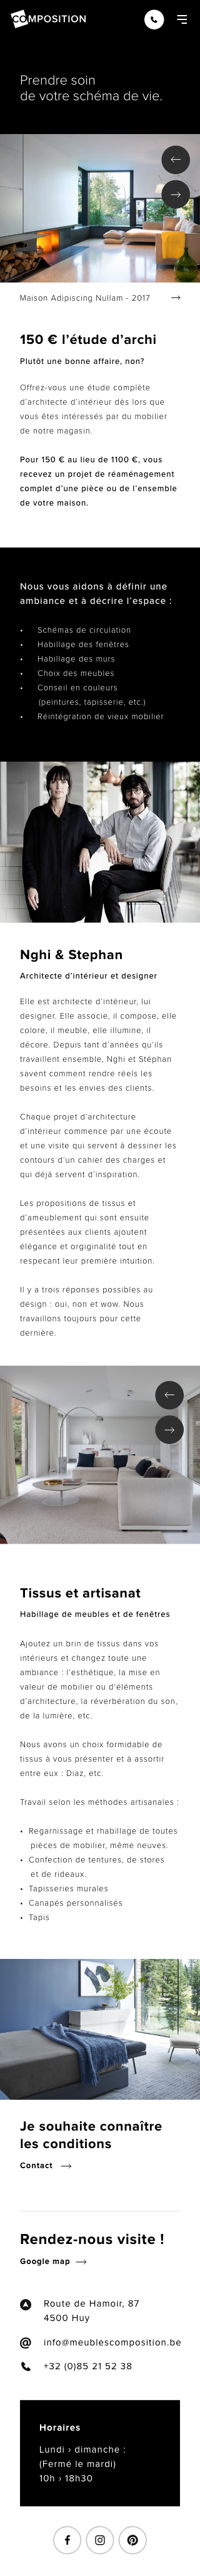 COMPOSITION
Prendre soin
de votre schéma de vie.
Maison Adipiscing Nullam - 2017
150 € l’étude d’archi
Plutôt une bonne affaire, non?
Offrez-vous une étude complète
d’architecte d’intérieur dès lors que
vous êtes intéressés par du mobilier
de notre magasin.
Pour 150 € au lieu de 1100 €, vous
recevez un projet de réaménagement
complet d’une pièce ou de l’ensemble
de votre maison.
Nous vous aidons à définir une
ambiance et à décrire l’espace :
• Schémas de circulation
• Habillage des fenêtres
• Habillage des murs
• Choix des meubles
• Conseil en couleurs
(peintures, tapisserie, etc.)
• Réintégration de vieux mobilier
Nghi & Stephan
Architecte d’intérieur et designer
Elle est architecte d’intérieur, lui
designer. Elle associe, il compose, elle
colore, il meuble, elle illumine, il
décore. Depuis tant d’années qu’ils
travaillent ensemble, Nghi et Stéphan
savent comment rendre réels les
besoins et les envies des clients.
Chaque projet d’architecture
d’intérieur commence par une écoute
et une visite qui servent à dessiner les
contours d’un cahier des charges et
qui déjà servent d’inspiration.
Les propositions de tissus et
d’ameublement qui sont ensuite
présentées aux clients ajoutent
élégance et orgiginalité tout en
respectant leur première intuition.
Il y a trois réponses possibles au
design : oui, non et wow. Nous
travaillons toujours pour cette
dernière.
Tissus et artisanat
Habillage de meubles et de fenêtres
Ajoutez un brin de tissus dans vos
intérieurs et changez toute une
ambiance : l’esthétique, la mise en
valeur de mobilier ou d’éléments
d’architecture, la réverbération du son,
de la lumière, etc.
Nous avons un choix formidable de
tissus à vous présenter et à assortir
entre eux : Diaz, etc.
Travail selon les méthodes artisanales :
• Regarnissage et rhabillage de toutes
pièces de mobilier, même neuves.
• Confection de tentures, de stores
et de rideaux.
• Tapisseries murales
• Canapés personnalisés
• Tapis
Je souhaite connaître
les conditions
Contact
Rendez-nous visite !
Google map
Route de Hamoir, 87
4500 Huy
info@meublescomposition.be
+32 (0)85 21 52 38
Horaires
Lundi › dimanche :
(Fermé le mardi)
10h › 18h30